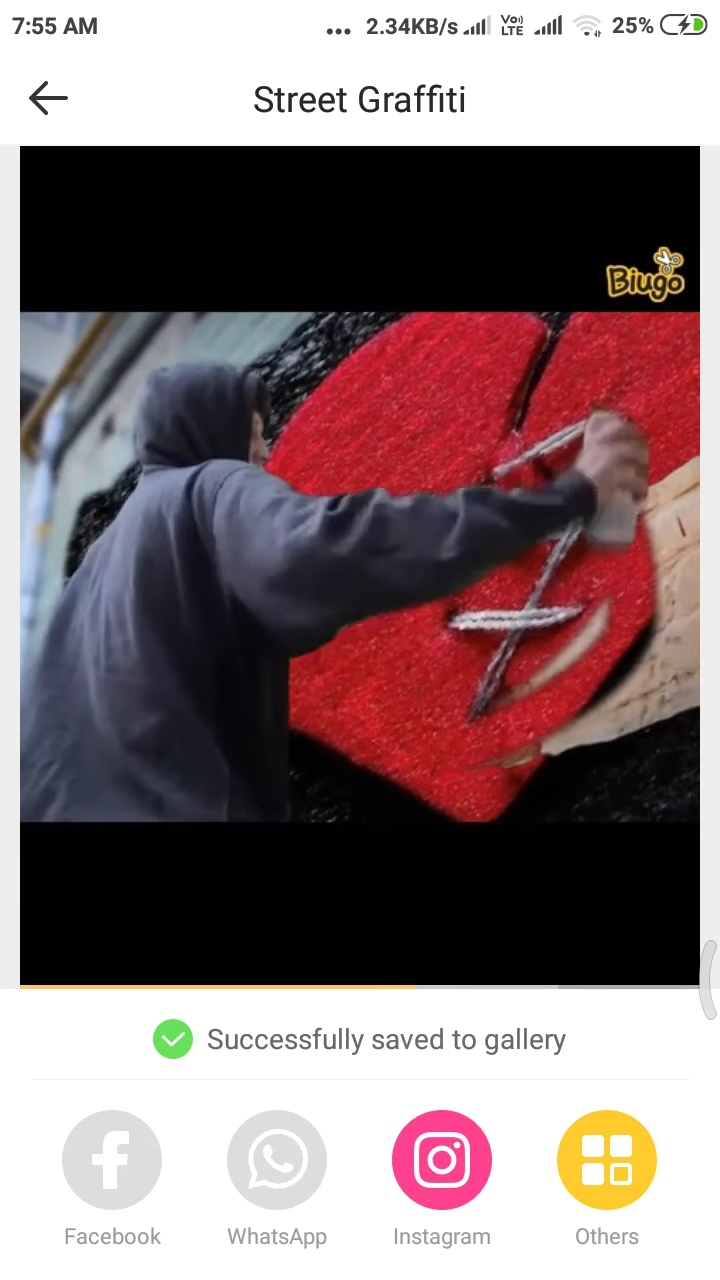 7:55 AM ... 2.34KB/s Vo) LTE 25%
Street Graffiti
Biugo
Successfully saved to gallery
Facebook WhatsApp Instagram Others